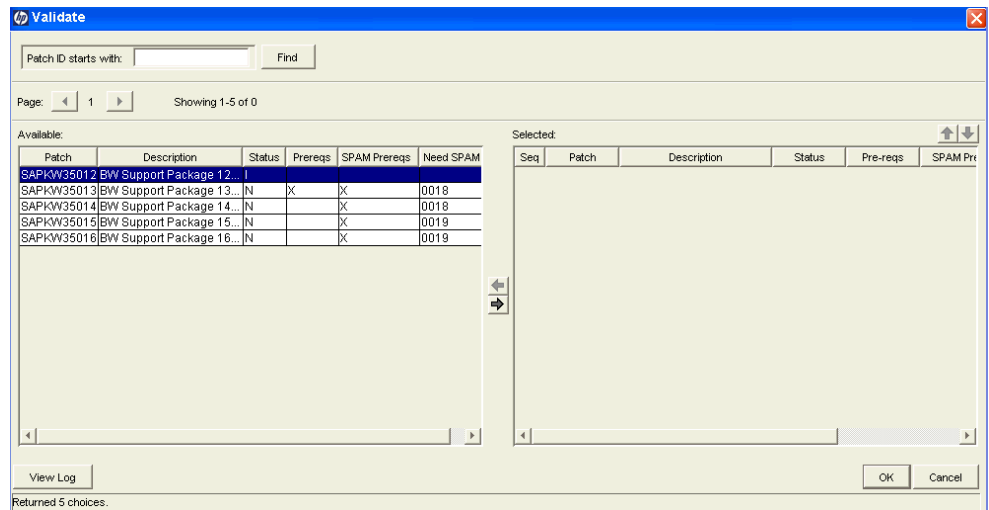 hp Validate
Patch ID starts with: Find
Page: 1 Showing 1-5 of 0
Available: Selected:
Patch Description Status Prereqs SPAM Prereqs Need SPAM Seq Patch Description Status Pre-reqs SPAM Pre
SAPKW35012 BW Support Package 12... I
SAPKW35013 BW Support Package 13... N X X 0018
SAPKW35014 BW Support Package 14... N X 0018
SAPKW35015 BW Support Package 15... N X 0019
SAPKW35016 BW Support Package 16... N X 0019
View Log OK Cancel
Returned 5 choices.